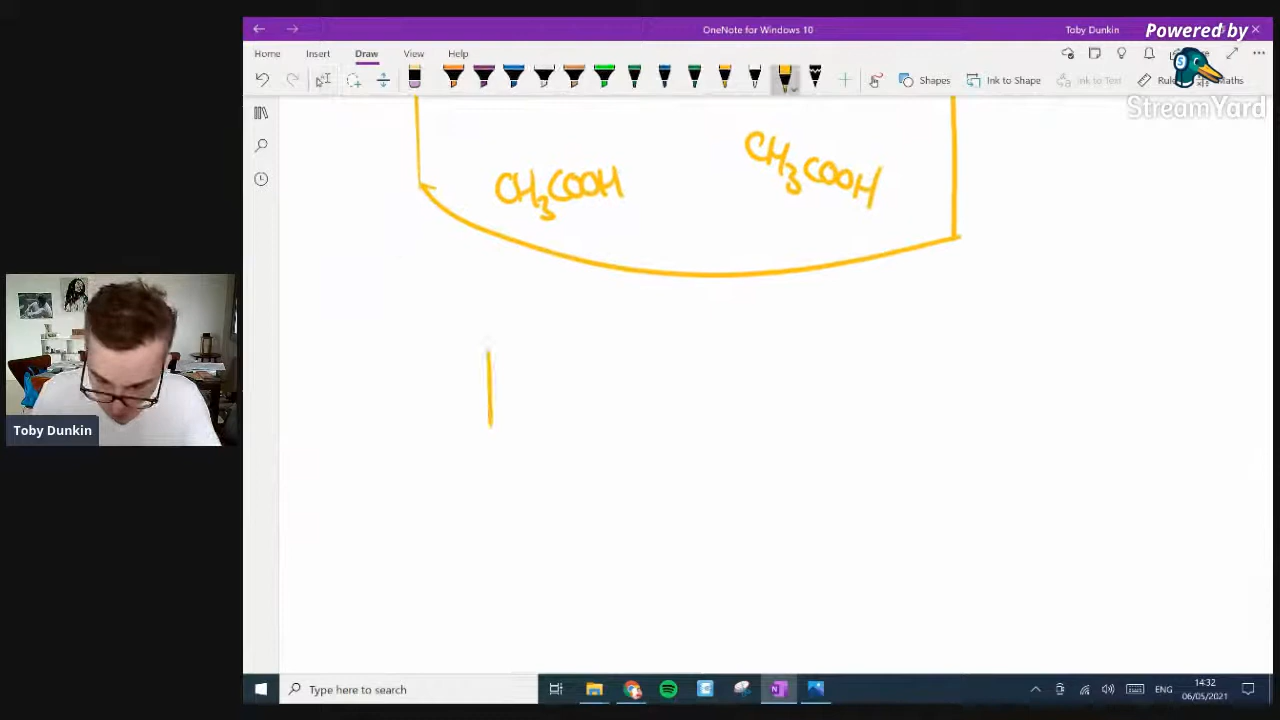 OneNote for Windows 10
Toby Dunkin
Powered by
StreamYard
Home Insert Draw View Help
Shapes Ink to Shape Ink to Text Maths
CH3COOH
CH3COOH
Toby Dunkin
Type here to search
ENG
14:32
06/05/2021